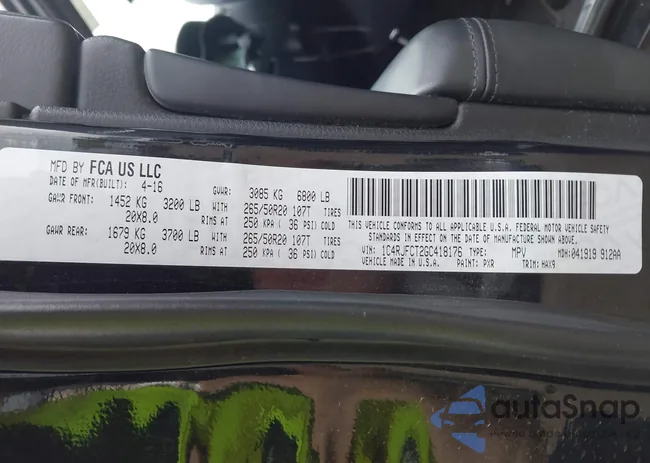 MFD BY FCA US LLC
DATE OF MFR(BUILT): 4-16 GVWR: 3085 KG 6800 LB
GAWR FRONT: 1452 KG 3200 LB WITH 265/50R20 107T TIRES
20X8.0 RIMS AT 250 KPA ( 36 PSI) COLD
GAWR REAR: 1679 KG 3700 LB WITH 265/50R20 107T TIRES
20X8.0 RIMS AT 250 KPA ( 36 PSI) COLD
THIS VEHICLE CONFORMS TO ALL APPLICABLE U.S.A. FEDERAL MOTOR VEHICLE SAFETY
STANDARDS IN EFFECT ON THE DATE OF MANUFACTURE SHOWN ABOVE.
VIN: 1C4RJFCT2GC418176 TYPE: MPV MDH: 041919 912AA
VEHICLE MADE IN U.S.A. PAINT: PXR TRIM: HAX9
autoSnap